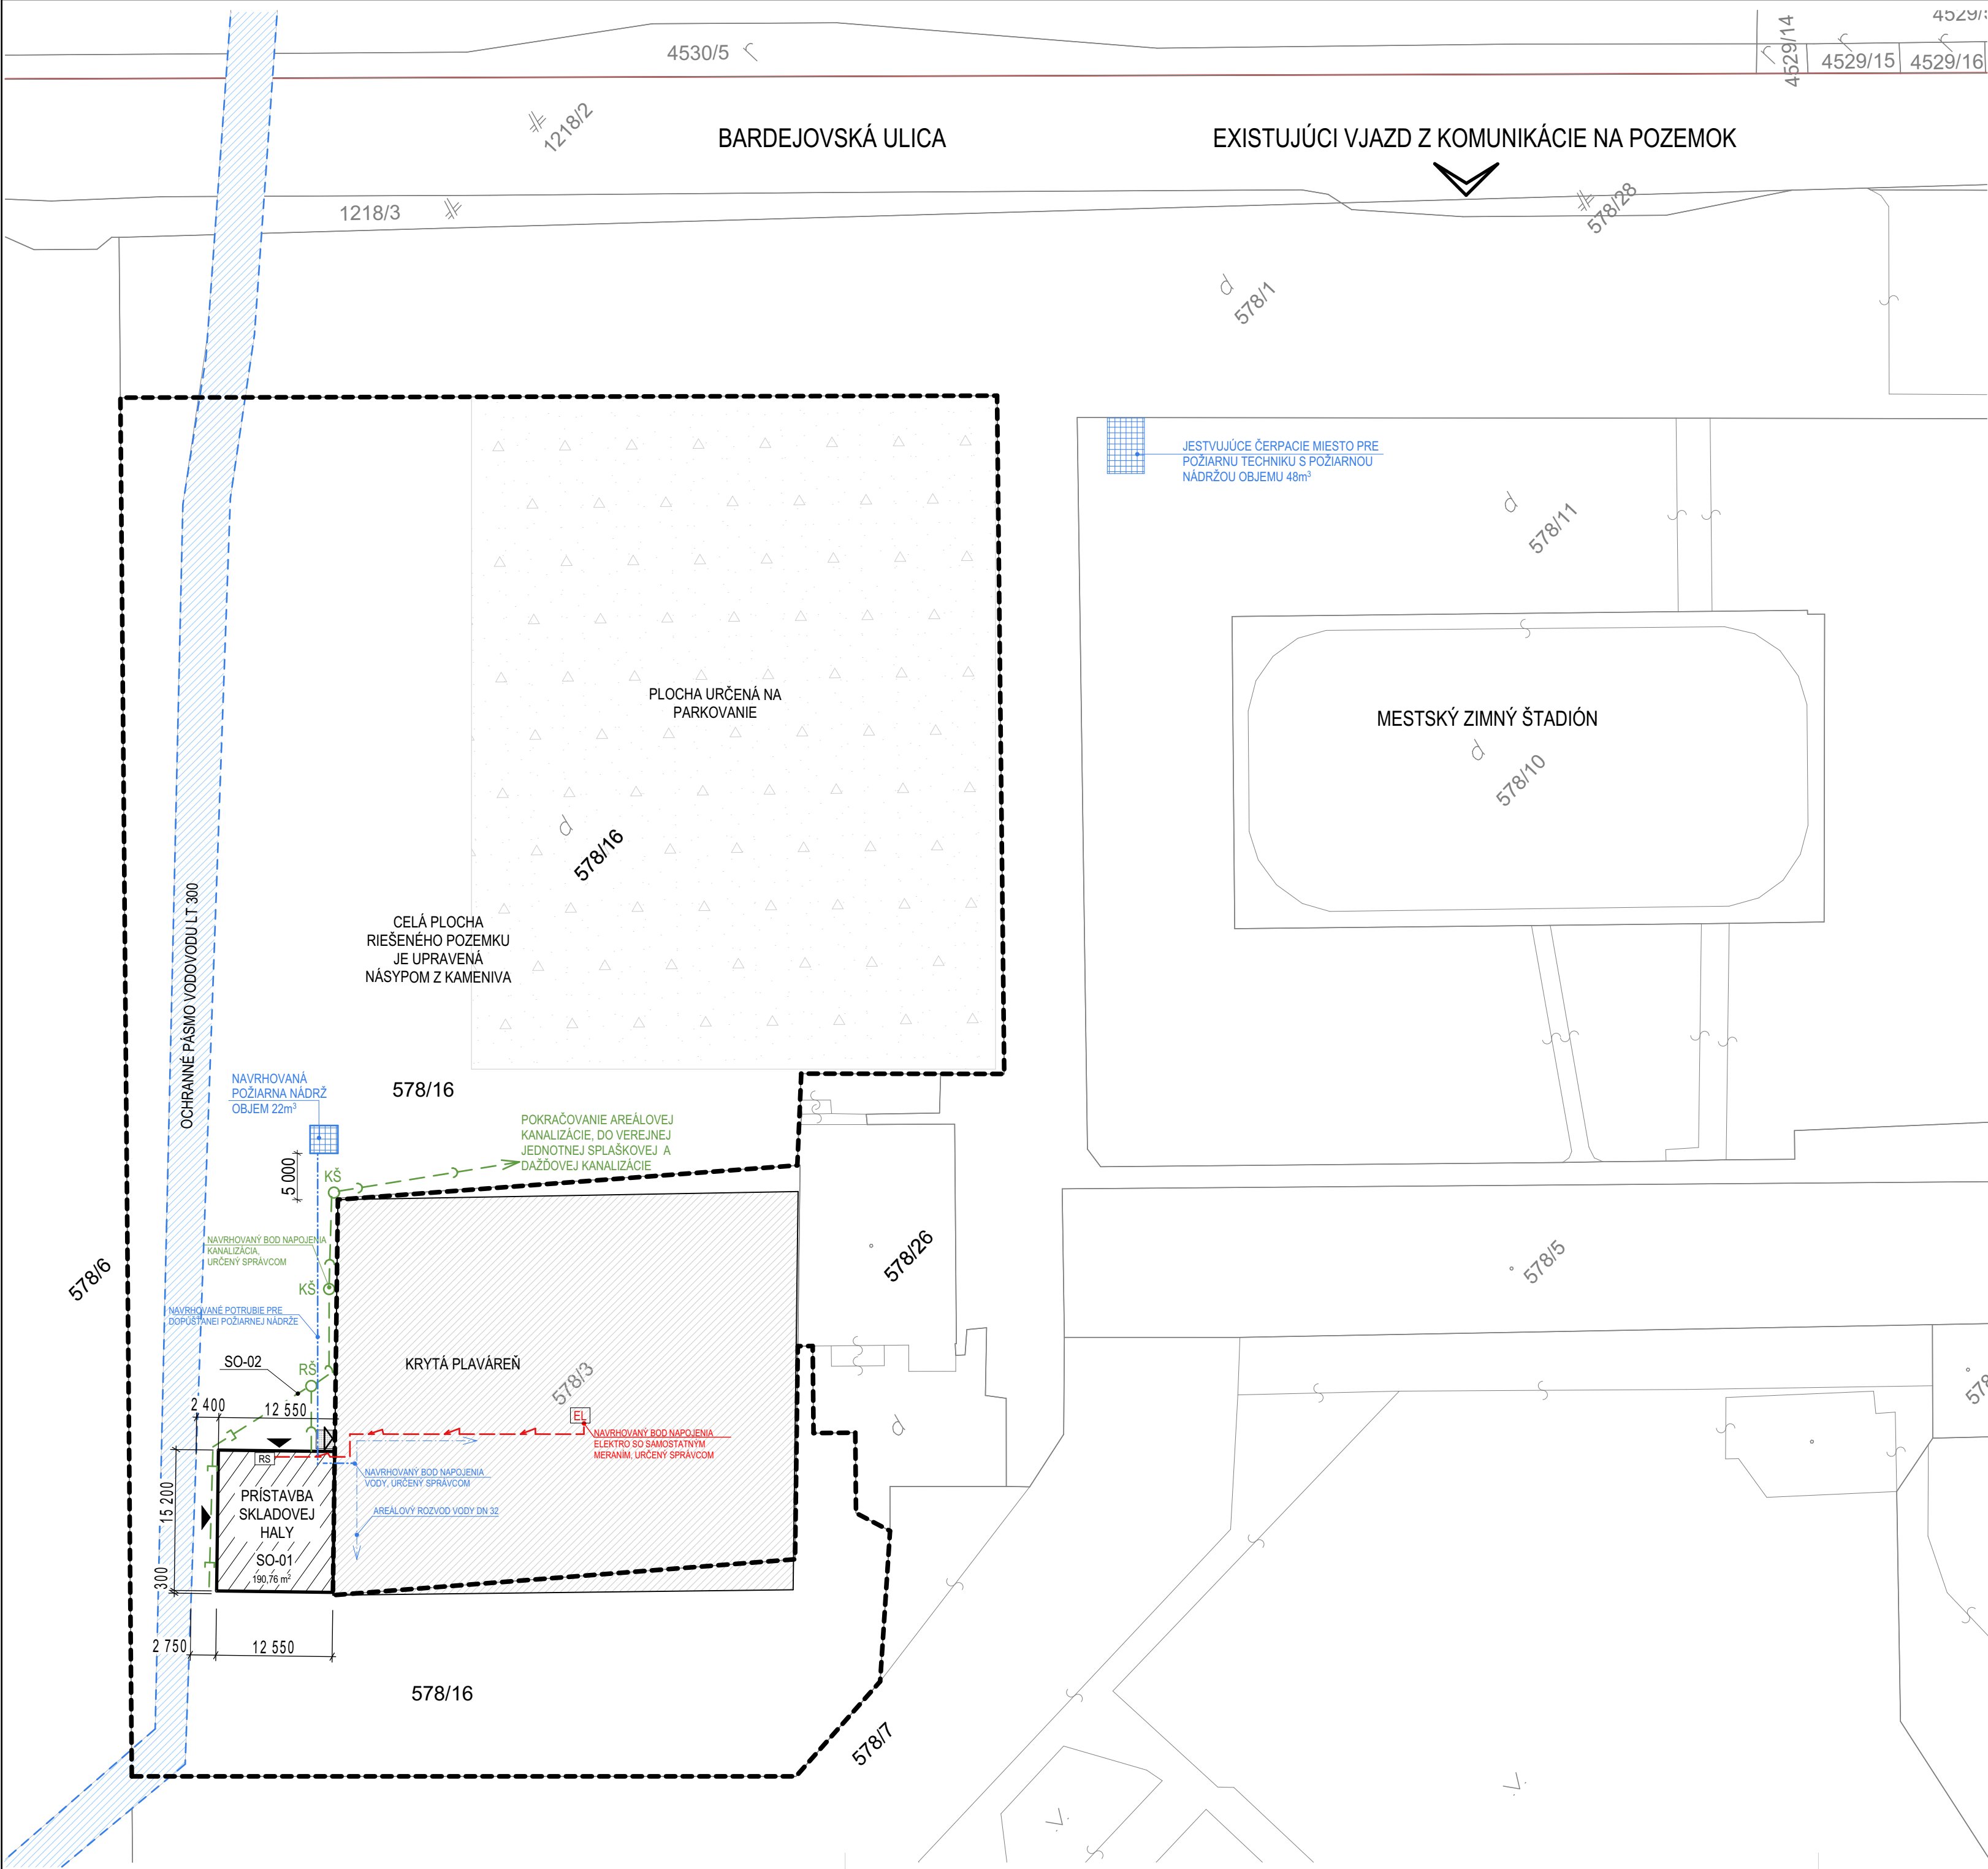 4530/5
4529/14
4529/15
4529/16
1218/2
BARDEJOVSKÁ ULICA
EXISTUJÚCI VJAZD Z KOMUNIKÁCIE NA POZEMOK
1218/3
578/28
578/1
JESTVUJÚCE ČERPACIE MIESTO PRE
POŽIARNU TECHNIKU S POŽIARNOU
NÁDRŽOU OBJEMU 48m³
578/11
PLOCHA URČENÁ NA
PARKOVANIE
MESTSKÝ ZIMNÝ ŠTADIÓN
578/10
578/16
OCHRANNÉ PÁSMO VODOVODU LT 300
CELÁ PLOCHA
RIEŠENÉHO POZEMKU
JE UPRAVENÁ
NÁSYPOM Z KAMENIVA
NAVRHOVANÁ
POŽIARNA NÁDRŽ
OBJEM 22m³
578/16
POKRAČOVANIE AREÁLOVEJ
KANALIZÁCIE, DO VEREJNEJ
JEDNOTNEJ SPLAŠKOVEJ A
DAŽĎOVEJ KANALIZÁCIE
5 000
KŠ
578/6
NAVRHOVANÝ BOD NAPOJENIA
KANALIZÁCIA,
URČENÝ SPRÁVCOM
578/26
578/5
KŠ
NAVRHOVANÉ POTRUBIE PRE
DOPÚŠŤANEI POŽIARNEJ NÁDRŽE
SO-02
RŠ
KRYTÁ PLAVÁREŇ
578/3
2 400
12 550
EL
NAVRHOVANÝ BOD NAPOJENIA
ELEKTRO SO SAMOSTATNÝM
MERANÍM, URČENÝ SPRÁVCOM
RS
NAVRHOVANÝ BOD NAPOJENIA
VODY, URČENÝ SPRÁVCOM
15 200
PRÍSTAVBA
SKLADOVEJ
HALY
SO-01
190,76 m²
AREÁLOVÝ ROZVOD VODY DN 32
300
2 750
12 550
578/16
578/7